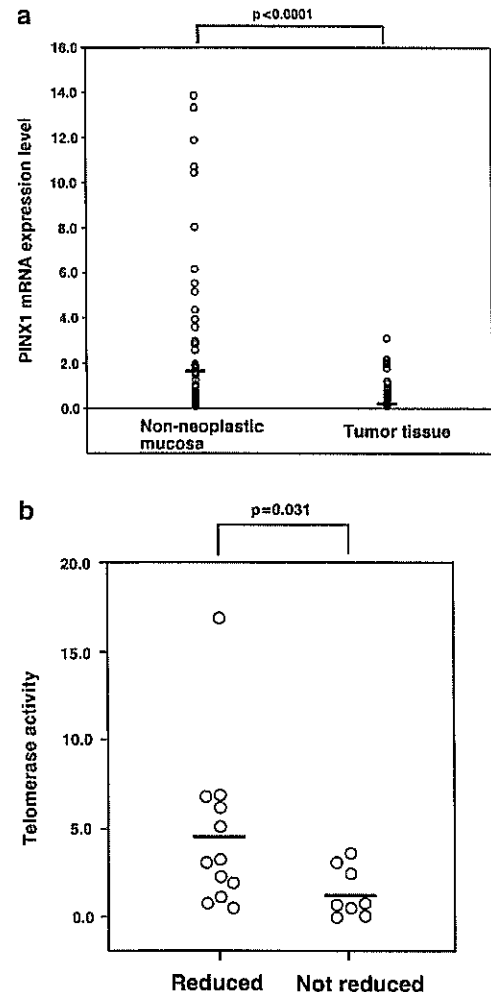 a
p<0.0001
16.0
14.0
12.0
10.0
8.0
6.0
4.0
2.0
0.0
PINX1 mRNA expression level
Non-neoplastic
mucosa
Tumor tissue
b
p=0.031
20.0
15.0
10.0
5.0
0.0
Telomerase activity
Reduced
Not reduced